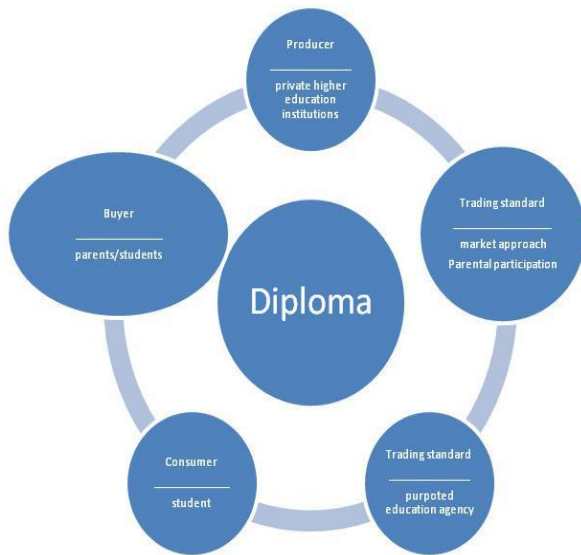 Producer
private higher
education
institutions
Trading standard
market approach
Parental participation
Trading standard
purpoted
education agency
Consumer
student
Buyer
parents/students
Diploma